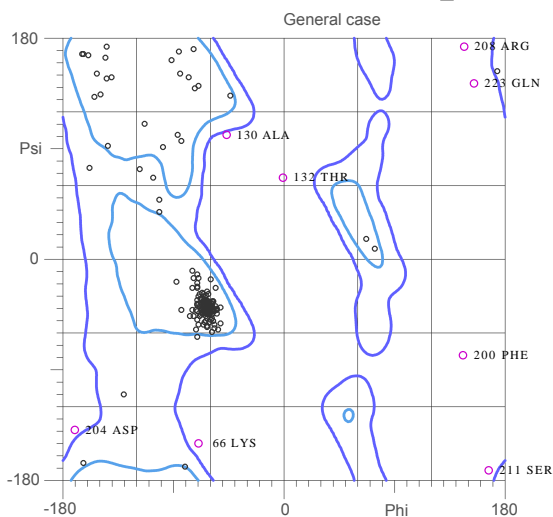 General case
180
208 ARG
223 GLN
130 ALA
Psi
132 THR
0
200 PHE
204 ASP
66 LYS
211 SER
-180
-180
0
Phi
180